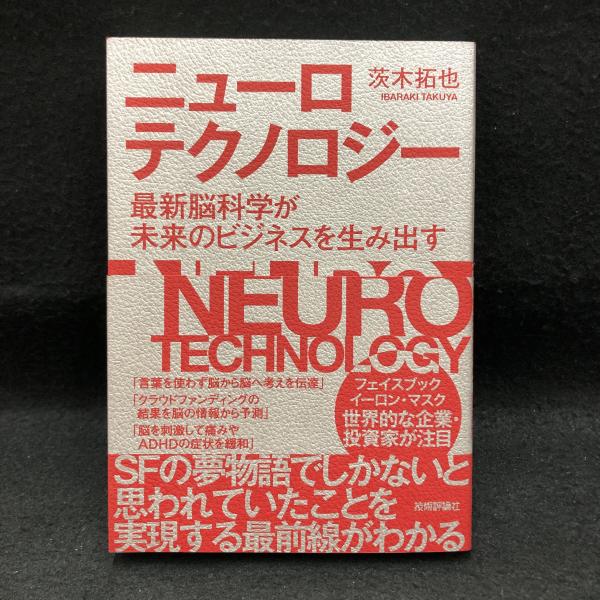 ニューロ
テクノロジー
茨木拓也
IBARAKI TAKUYA
最新脳科学が
未来のビジネスを生み出す
NEURO
TECHNOLOGY
「言葉を使わず脳から脳へ考えを伝達」
「クラウドファンディングの
結果を脳の情報から予測」
「脳を刺激して痛みや
ADHDの症状を緩和」
フェイスブック
イーロン・マスク
世界的な企業・
投資家が注目
SFの夢物語でしかないと
思われていたことを
実現する最前線がわかる
技術評論社